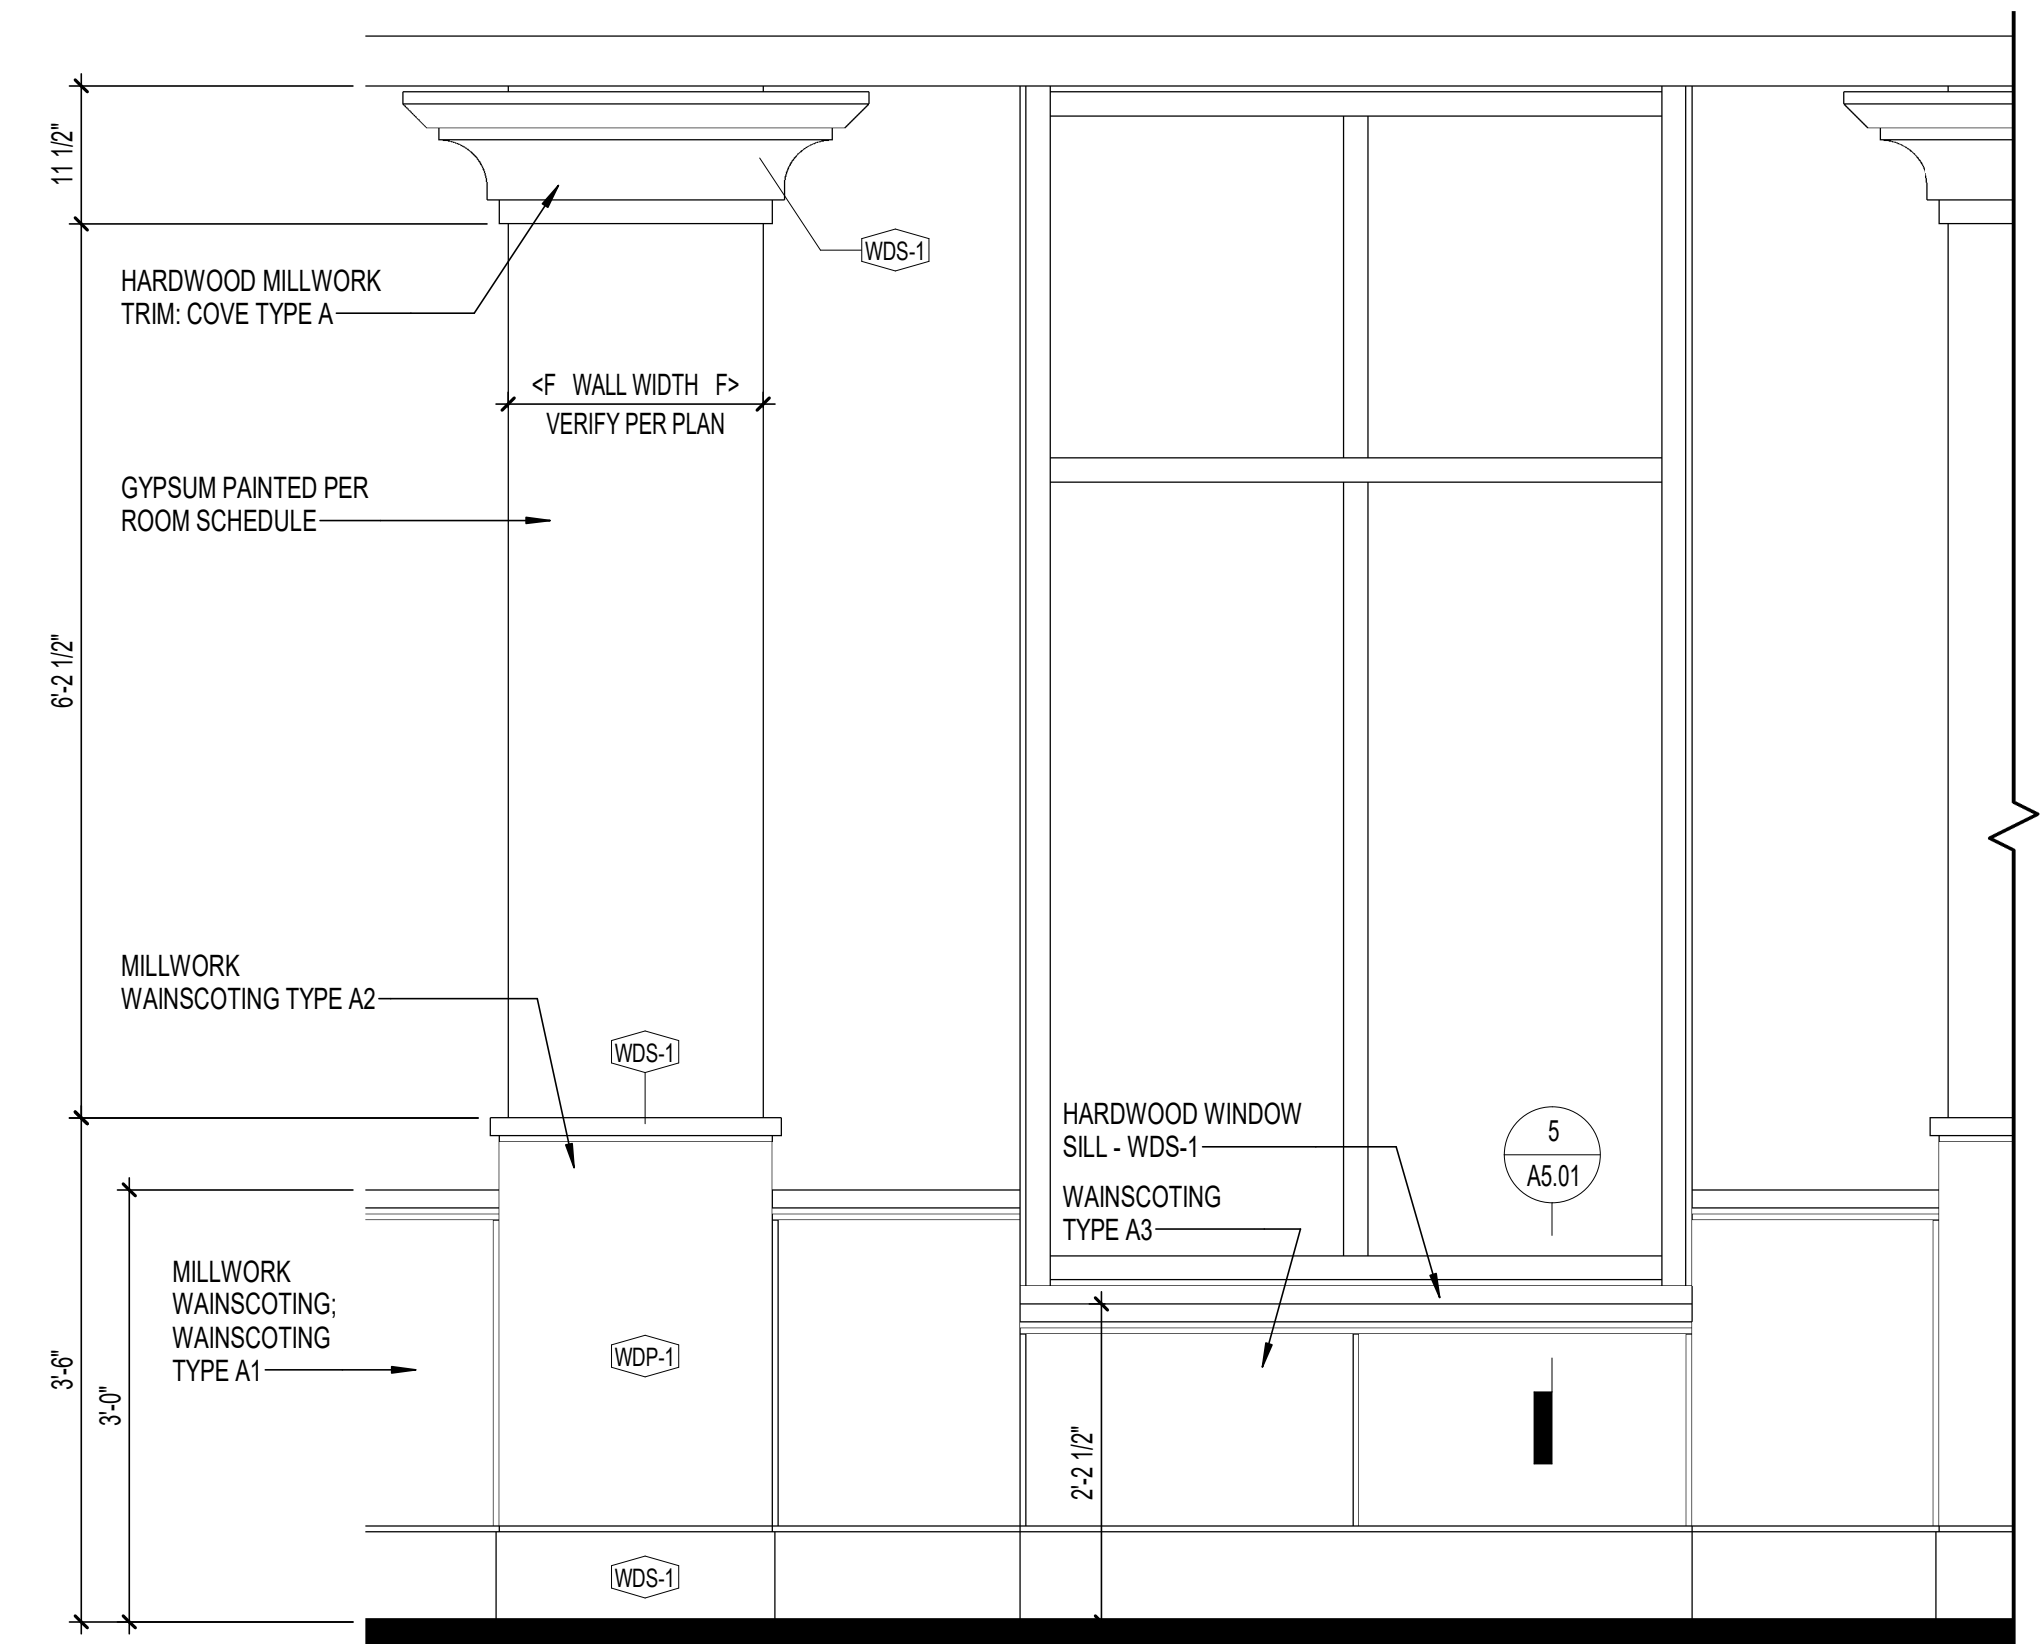 11 1/2"
WDS-1
HARDWOOD MILLWORK
TRIM: COVE TYPE A
<F WALL WIDTH F>
VERIFY PER PLAN
GYPSUM PAINTED PER
ROOM SCHEDULE
6'-2 1/2"
MILLWORK
WAINSCOTING TYPE A2
WDS-1
HARDWOOD WINDOW
SILL - WDS-1
5
A5.01
WAINSCOTING
TYPE A3
MILLWORK
WAINSCOTING;
WAINSCOTING
TYPE A1
WDP-1
3'-6"
3'-0"
2'-2 1/2"
WDS-1